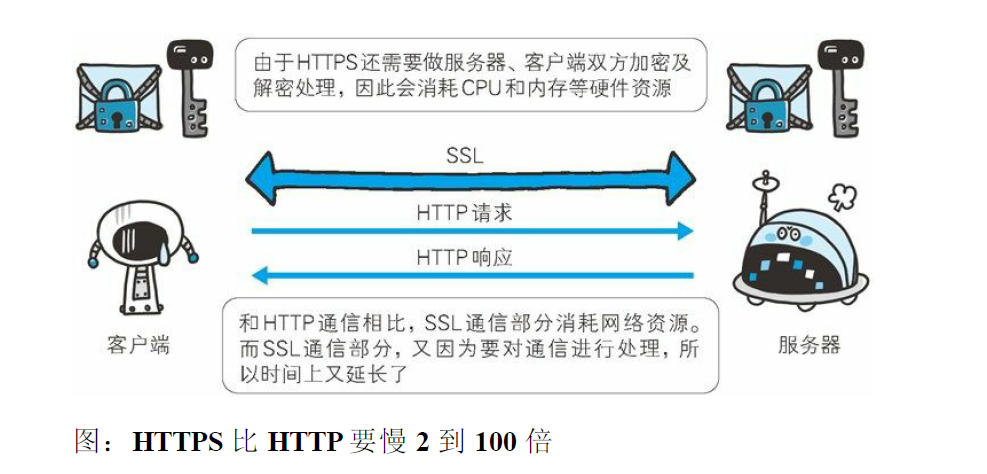 由于HTTPS还需要做服务器、客户端双方加密及
解密处理，因此会消耗CPU和内存等硬件资源
SSL
HTTP请求
HTTP响应
客户端
服务器
和HTTP通信相比，SSL通信部分消耗网络资源。
而SSL通信部分，又因为要对通信进行处理，所
以时间上又延长了
图：HTTPS 比 HTTP 要慢 2 到 100 倍